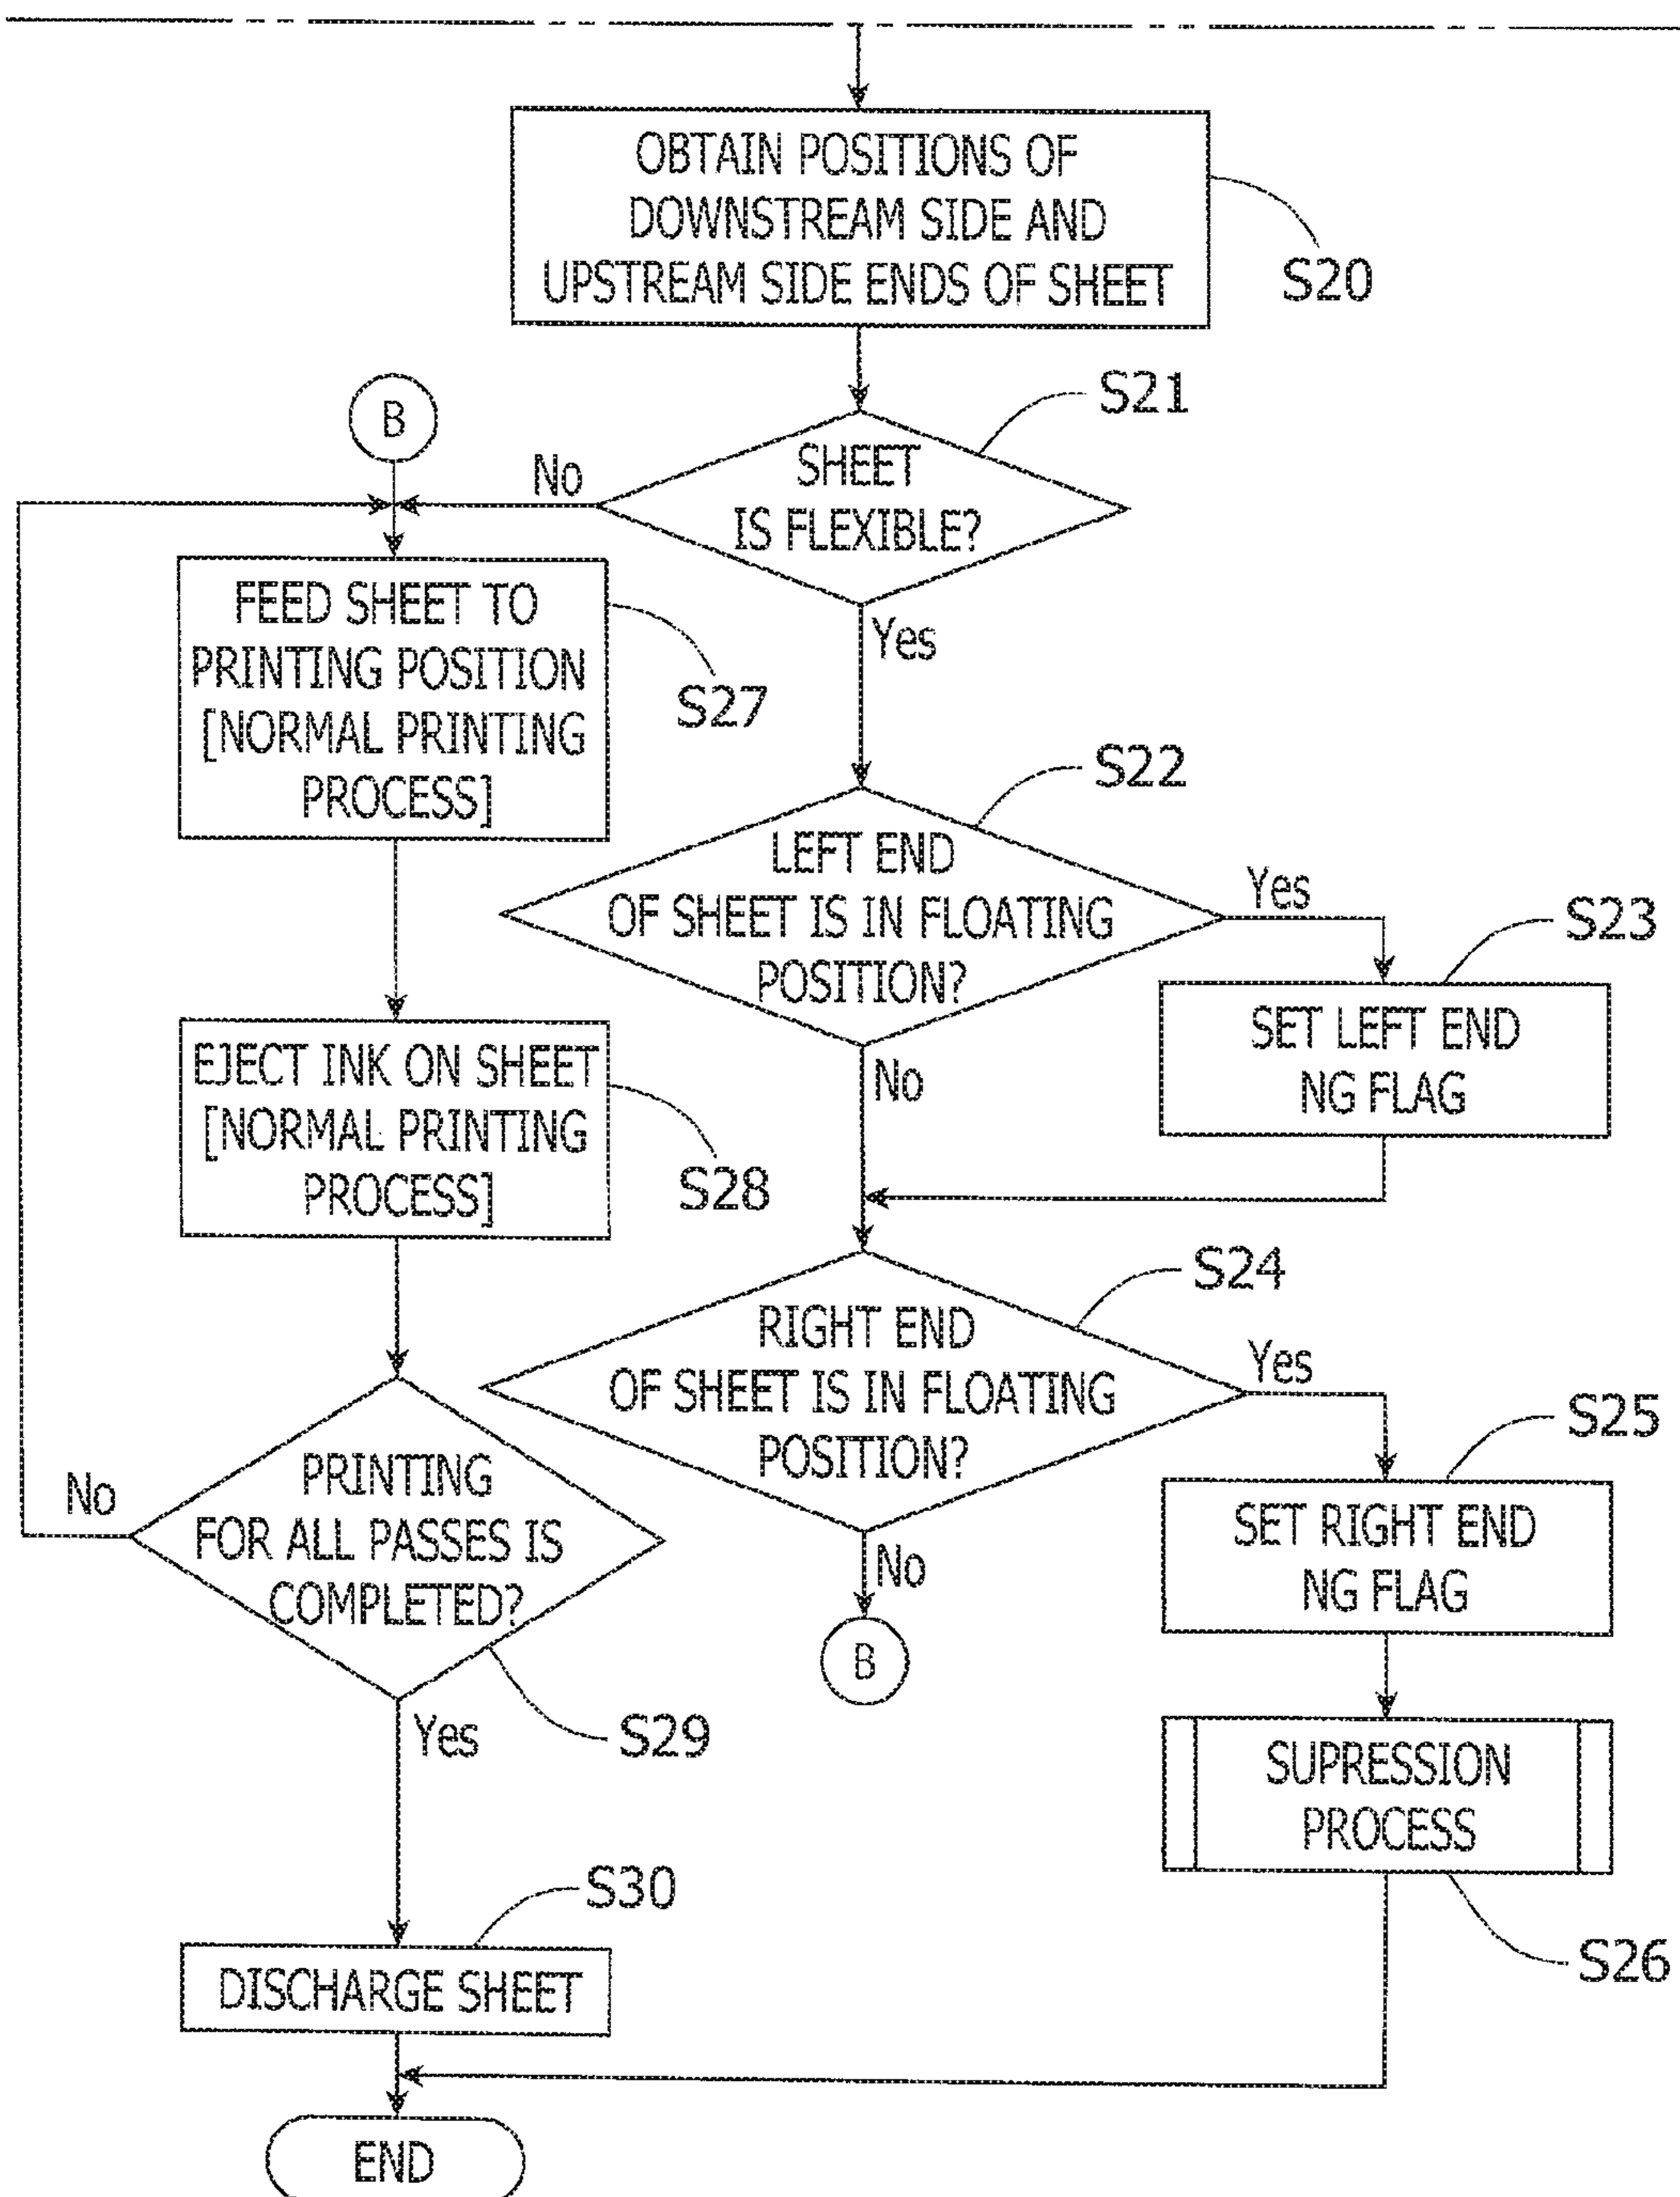 OBTAIN POSITIONS OF
DOWNSTREAM SIDE AND
UPSTREAM SIDE ENDS OF SHEET
S20
B
S21
SHEET
IS FLEXIBLE?
No
Yes
FEED SHEET TO
PRINTING POSITION
[NORMAL PRINTING
PROCESS]
S27
S22
LEFT END
OF SHEET IS IN FLOATING
POSITION?
Yes
No
S23
SET LEFT END
NG FLAG
EJECT INK ON SHEET
[NORMAL PRINTING
PROCESS]
S28
S24
RIGHT END
OF SHEET IS IN FLOATING
POSITION?
Yes
No
B
S25
SET RIGHT END
NG FLAG
PRINTING
FOR ALL PASSES IS
COMPLETED?
No
Yes
S29
SUPRESSION
PROCESS
S26
S30
DISCHARGE SHEET
END